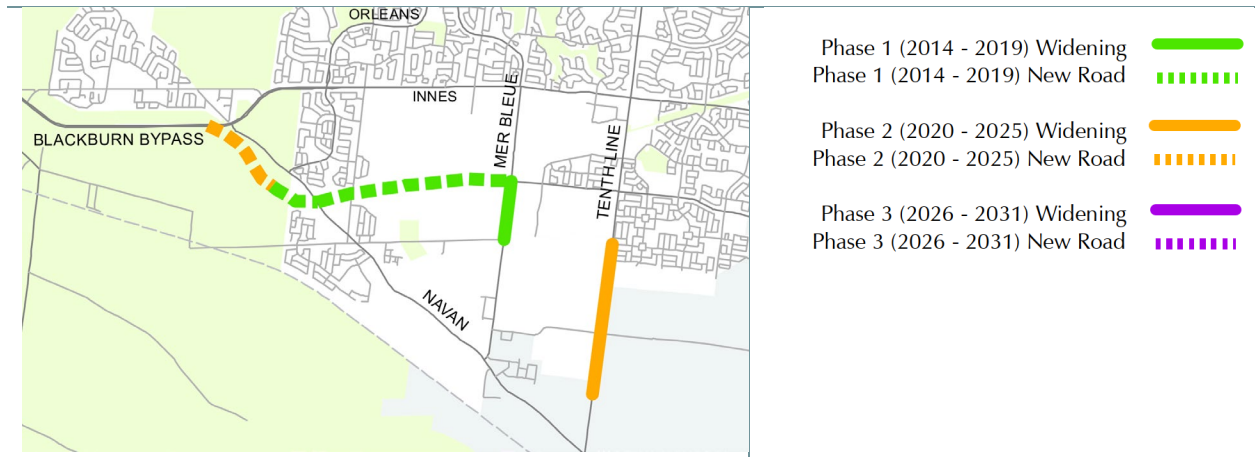 ORLEANS
INNES
MER BLEUE
BLACKBURN BYPASS
TENTH LINE
NAVAN
Phase 1 (2014 - 2019) Widening
Phase 1 (2014 - 2019) New Road
Phase 2 (2020 - 2025) Widening
Phase 2 (2020 - 2025) New Road
Phase 3 (2026 - 2031) Widening
Phase 3 (2026 - 2031) New Road